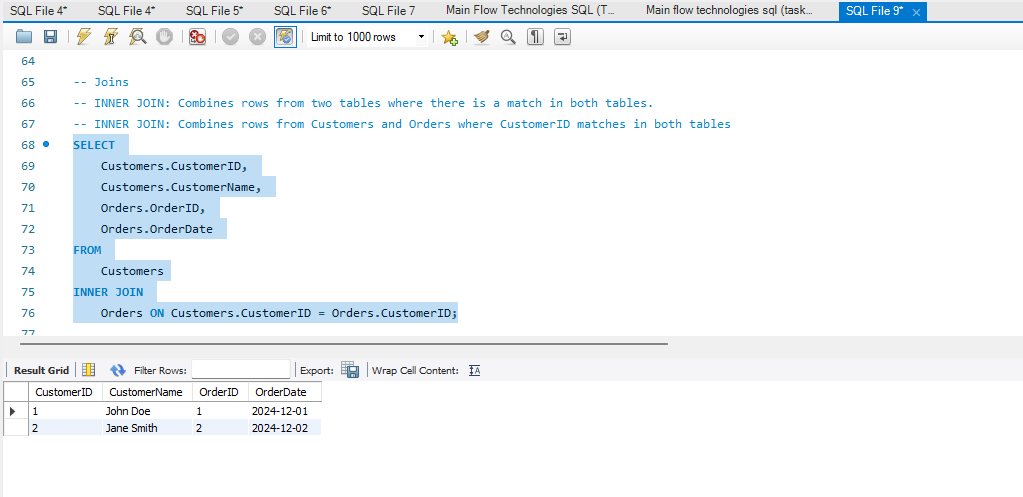 SQL File 4* SQL File 4* SQL File 5* SQL File 6* SQL File 7 Main Flow Technologies SQL (T... Main flow technologies sql (task... SQL File 9*
Limit to 1000 rows
64
65 -- Joins
66 -- INNER JOIN: Combines rows from two tables where there is a match in both tables.
67 -- INNER JOIN: Combines rows from Customers and Orders where CustomerID matches in both tables
68 SELECT
69 Customers.CustomerID,
70 Customers.CustomerName,
71 Orders.OrderID,
72 Orders.OrderDate
73 FROM
74 Customers
75 INNER JOIN
76 Orders ON Customers.CustomerID = Orders.CustomerID;
77
Result Grid Filter Rows: Export: Wrap Cell Content:
CustomerID CustomerName OrderID OrderDate
1 John Doe 1 2024-12-01
2 Jane Smith 2 2024-12-02